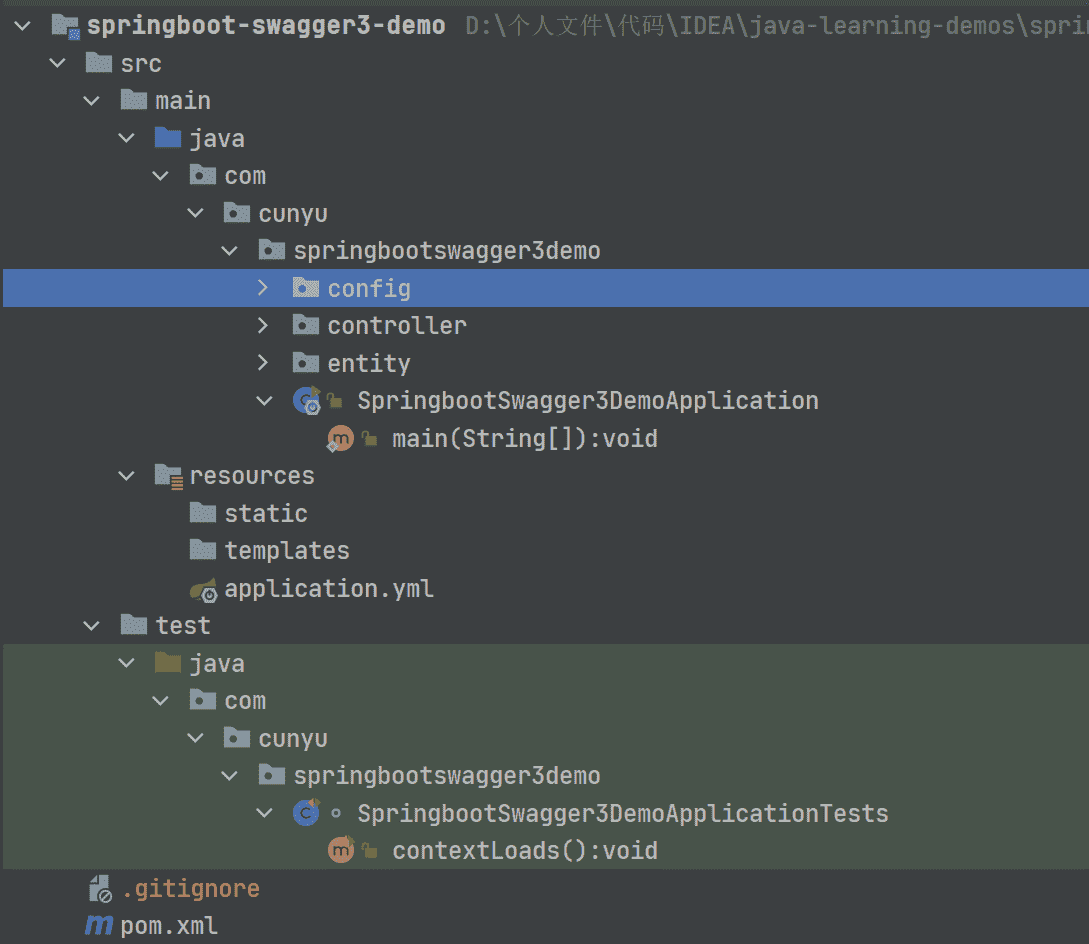 springboot-swagger3-demo D:\个人文件\代码\IDEA\java-learning-demos\spri
src
main
java
com
cunyu
springbootswagger3demo
config
controller
entity
SpringbootSwagger3DemoApplication
main(String[]):void
resources
static
templates
application.yml
test
java
com
cunyu
springbootswagger3demo
SpringbootSwagger3DemoApplicationTests
contextLoads():void
.gitignore
pom.xml